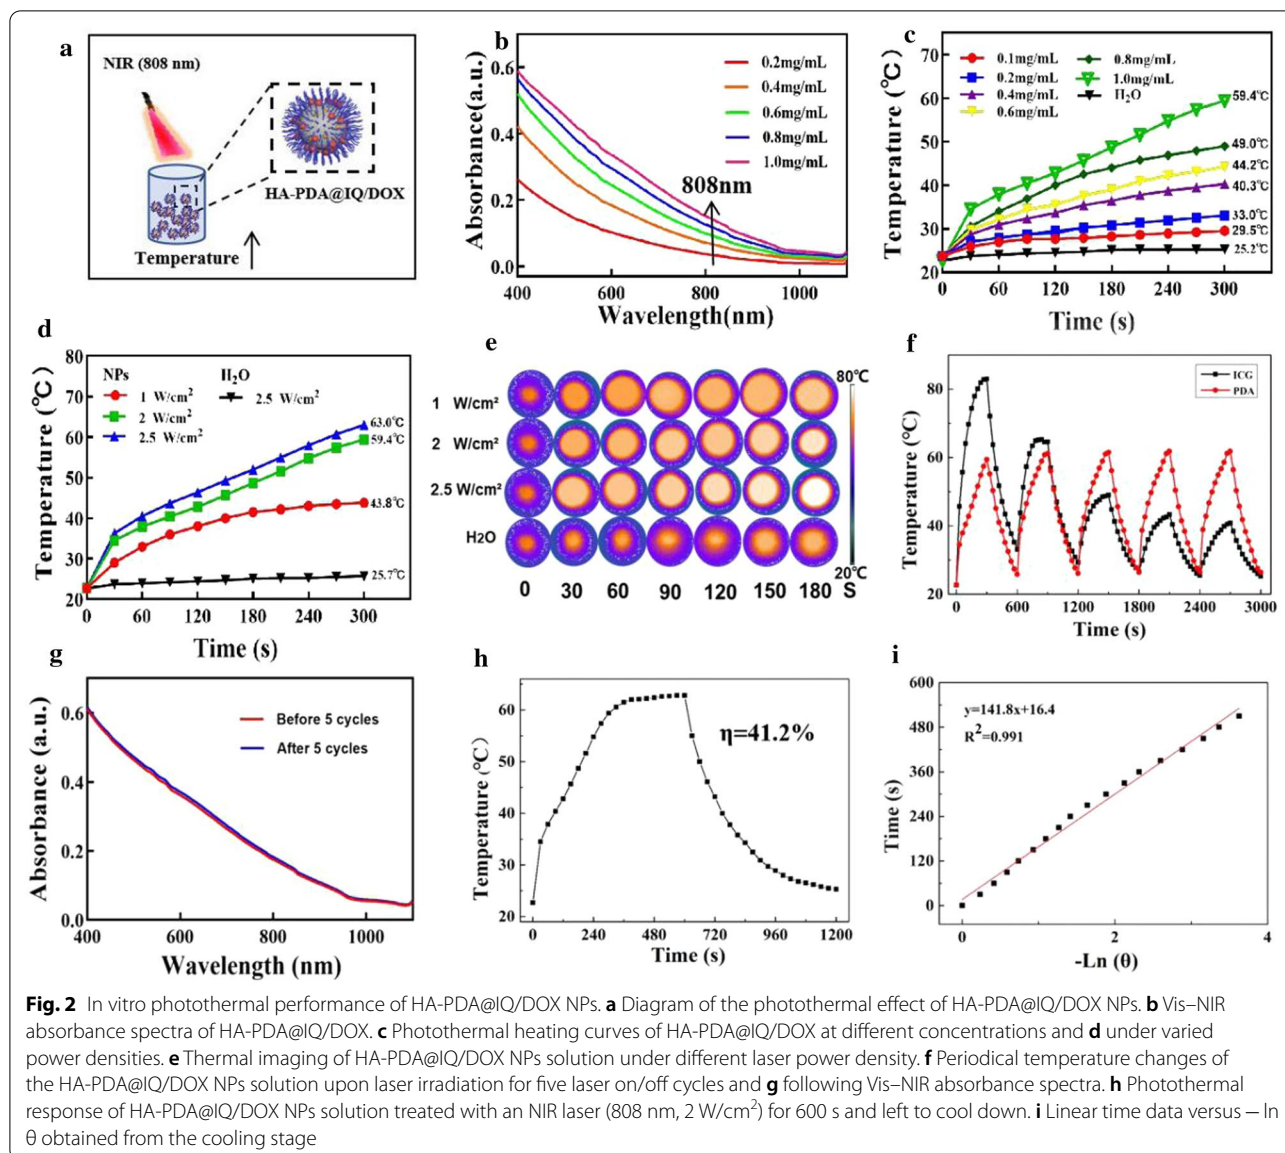 a
NIR (808 nm)
HA-PDA@IQ/DOX
Temperature
b
Absorbance(a.u.)
0.6
0.4
0.2
0.0
0.2mg/mL
0.4mg/mL
0.6mg/mL
0.8mg/mL
1.0mg/mL
808nm
400 600 800 1000
Wavelength(nm)
c
Temperature (℃)
70
60
50
40
30
20
0.1mg/mL
0.2mg/mL
0.4mg/mL
0.6mg/mL
0.8mg/mL
1.0mg/mL
H₂O
59.4℃
49.0℃
44.2℃
40.3℃
33.0℃
29.5℃
25.2℃
0 60 120 180 240 300
Time (s)
d
Temperature (℃)
80
70
60
50
40
30
20
NPs H₂O
1 W/cm² 2.5 W/cm²
2 W/cm²
2.5 W/cm²
63.0℃
59.4℃
43.8℃
25.7℃
0 60 120 180 240 300
Time (s)
e
1 W/cm²
2 W/cm²
2.5 W/cm²
H2O
80℃
20℃
0 30 60 90 120 150 180 S
f
Temperature (℃)
80
60
40
20
ICG
PDA
0 600 1200 1800 2400 3000
Time (s)
g
Absorbance (a.u.)
0.6
0.4
0.2
0.0
Before 5 cycles
After 5 cycles
400 600 800 1000
Wavelength (nm)
h
Temperature (℃)
60
50
40
30
20
η=41.2%
0 240 480 720 960 1200
Time (s)
i
Time (s)
600
480
360
240
120
0
y=141.8x+16.4
R²=0.991
0 2 4
-Ln (θ)
Fig. 2 In vitro photothermal performance of HA-PDA@IQ/DOX NPs. a Diagram of the photothermal effect of HA-PDA@IQ/DOX NPs. b Vis–NIR
absorbance spectra of HA-PDA@IQ/DOX. c Photothermal heating curves of HA-PDA@IQ/DOX at different concentrations and d under varied
power densities. e Thermal imaging of HA-PDA@IQ/DOX NPs solution under different laser power density. f Periodical temperature changes of
the HA-PDA@IQ/DOX NPs solution upon laser irradiation for five laser on/off cycles and g following Vis–NIR absorbance spectra. h Photothermal
response of HA-PDA@IQ/DOX NPs solution treated with an NIR laser (808 nm, 2 W/cm²) for 600 s and left to cool down. i Linear time data versus − ln
θ obtained from the cooling stage